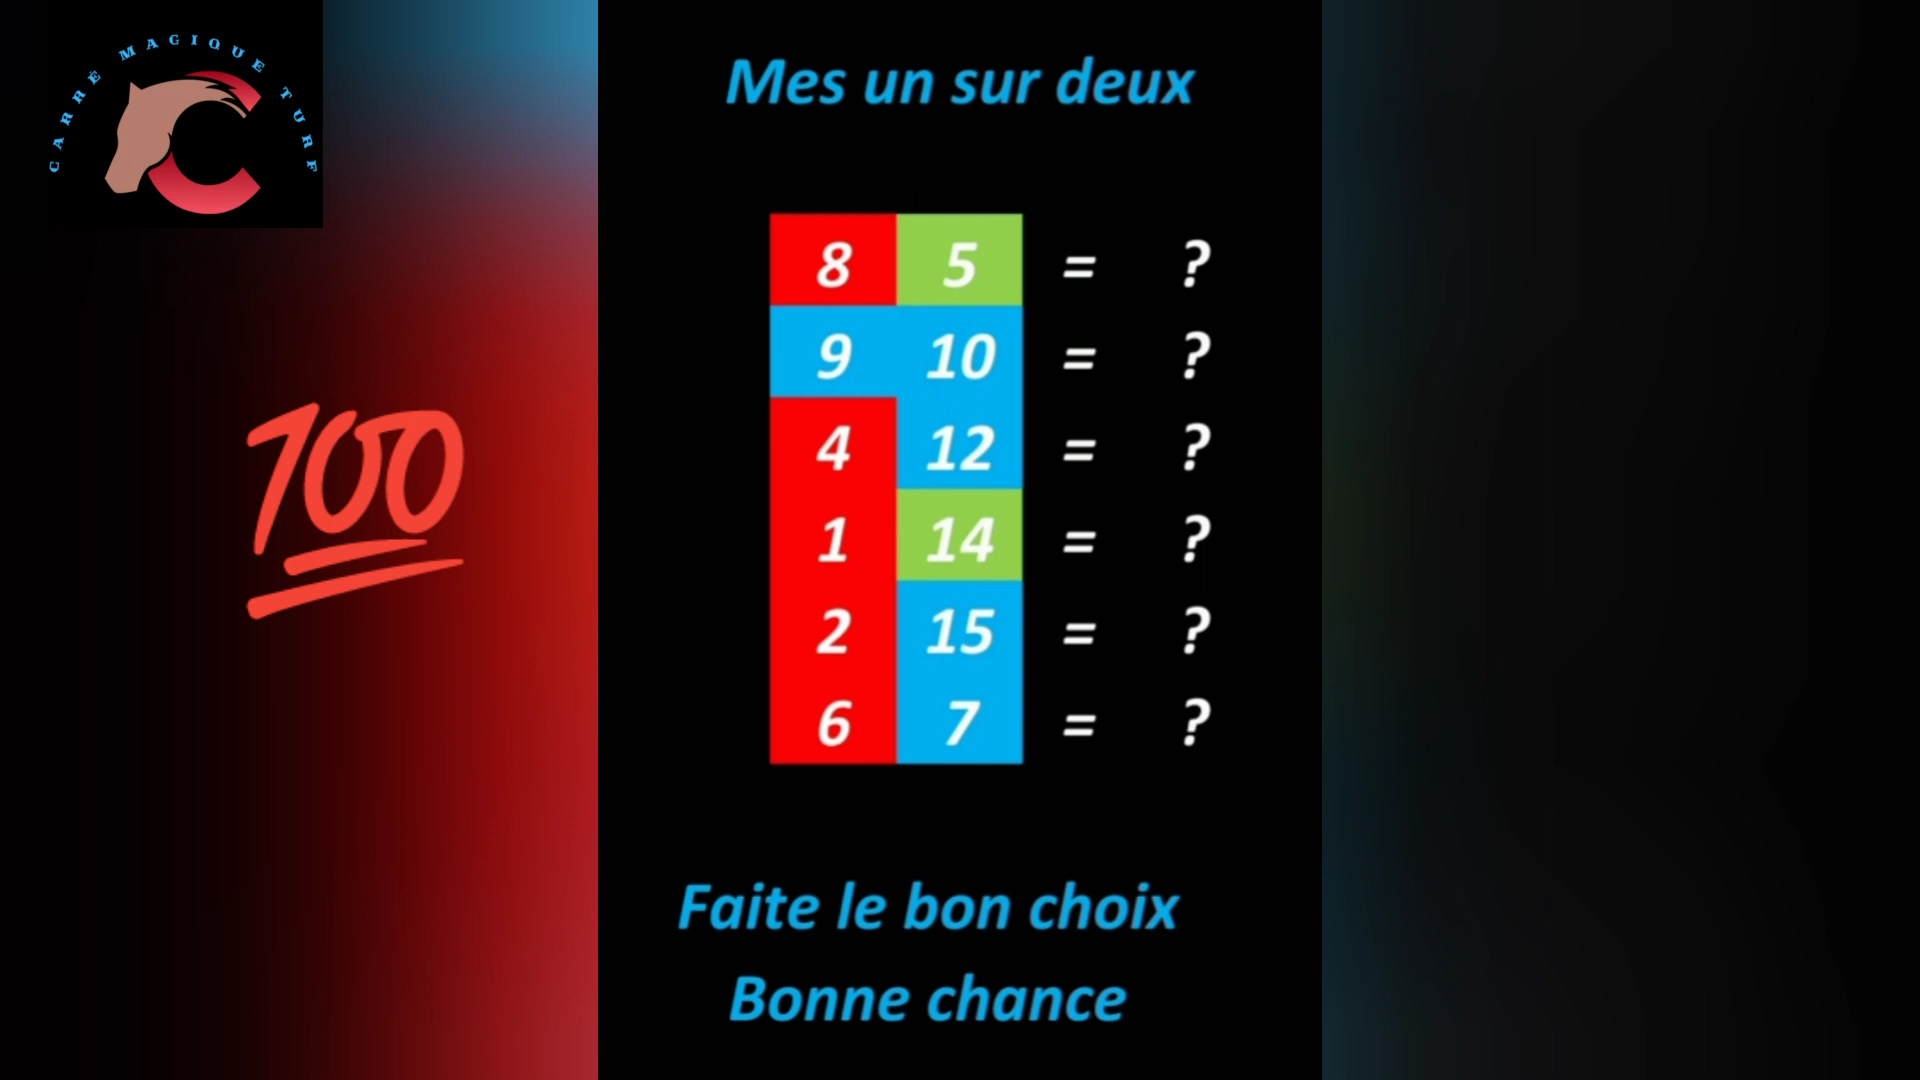 CARRÉ MAGIQUE TURF
Mes un sur deux
8 5 = ?
9 10 = ?
4 12 = ?
1 14 = ?
2 15 = ?
6 7 = ?
100
Faite le bon choix
Bonne chance